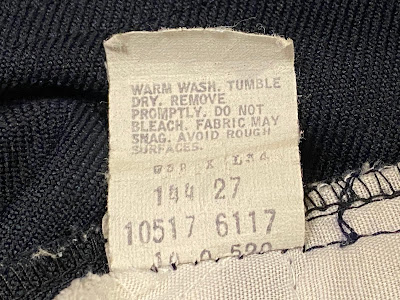 WARM WASH. TUMBLE
DRY. REMOVE
PROMPTLY. DO NOT
BLEACH. FABRIC MAY
SNAG. AVOID ROUGH
SURFACES.
X L34
144 27
10517 6117